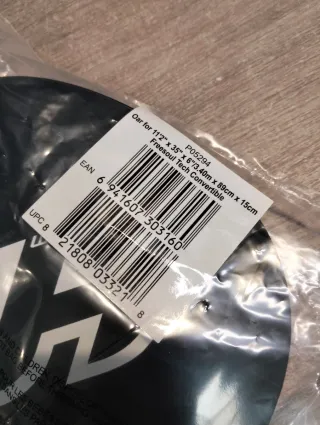 P05294
Oar for 11'2" x 35" x 6"/3.40m x 89cm x 15cm
Freesoul Tech Convertible
EAN
6 941607 303160
UPC 8 21808 03321 8